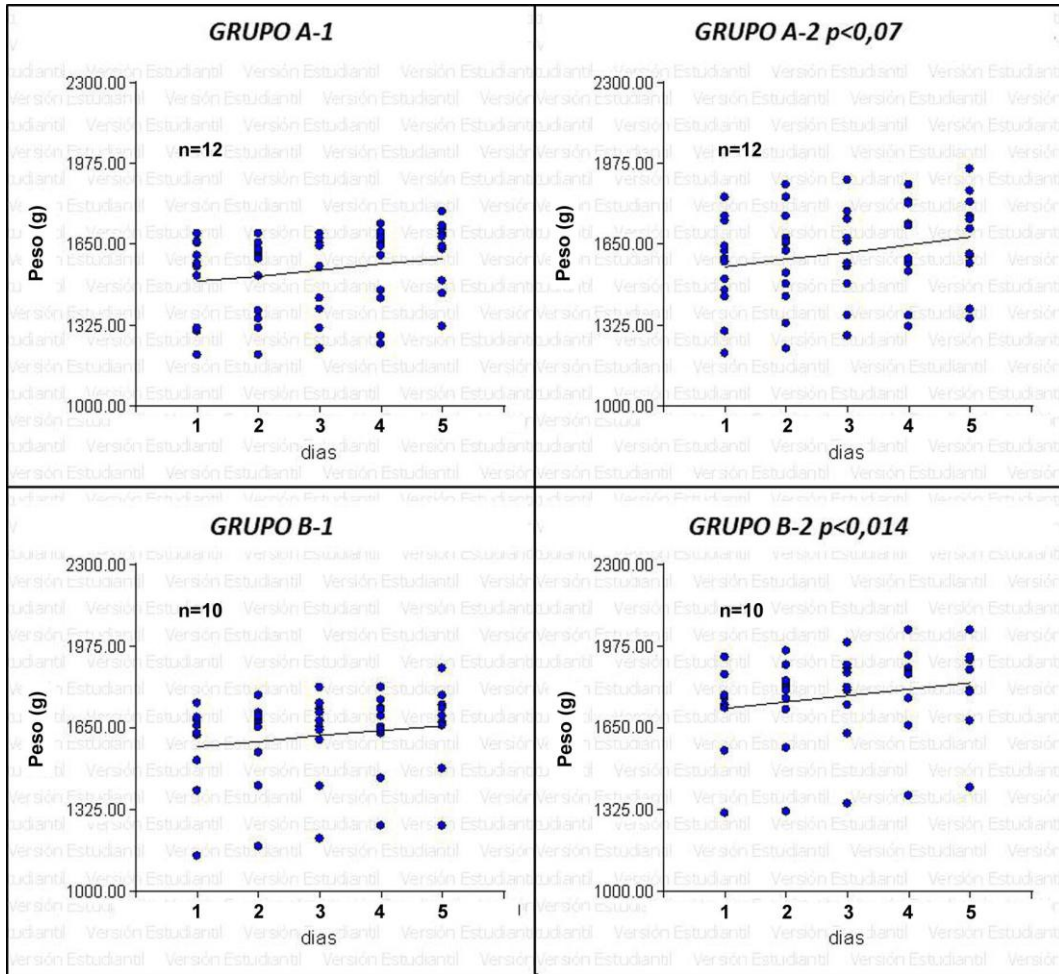 GRUPO A-1
2300.00
1975.00
1650.00
1325.00
1000.00
Peso (g)
n=12
1 2 3 4 5
dias
GRUPO A-2 p<0,07
2300.00
1975.00
1650.00
1325.00
1000.00
Peso (g)
n=12
1 2 3 4 5
dias
GRUPO B-1
2300.00
1975.00
1650.00
1325.00
1000.00
Peso (g)
n=10
1 2 3 4 5
dias
GRUPO B-2 p<0,014
2300.00
1975.00
1650.00
1325.00
1000.00
Peso (g)
n=10
1 2 3 4 5
dias
Versión Estudiantil